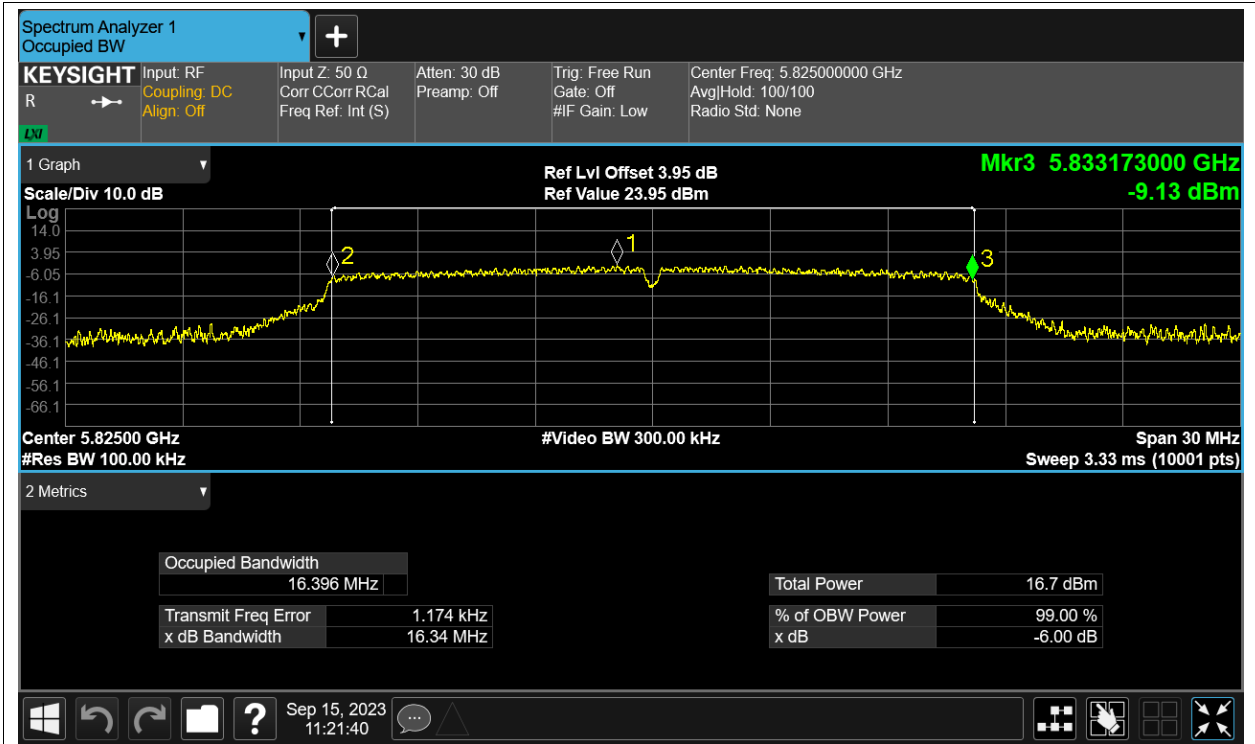 Spectrum Analyzer 1
Occupied BW
KEYSIGHT
R
LXI
Input: RF
Coupling: DC
Align: Off
Input Z: 50 Ω
Corr CCorr RCal
Freq Ref: Int (S)
Atten: 30 dB
Preamp: Off
Trig: Free Run
Gate: Off
#IF Gain: Low
Center Freq: 5.825000000 GHz
Avg|Hold: 100/100
Radio Std: None
1 Graph
Scale/Div 10.0 dB
Ref Lvl Offset 3.95 dB
Ref Value 23.95 dBm
Mkr3 5.833173000 GHz
-9.13 dBm
Log
14.0
3.95
-6.05
-16.1
-26.1
-36.1
-46.1
-56.1
-66.1
2
1
3
Center 5.82500 GHz
#Res BW 100.00 kHz
#Video BW 300.00 kHz
Span 30 MHz
Sweep 3.33 ms (10001 pts)
2 Metrics
Occupied Bandwidth
16.396 MHz
Transmit Freq Error 1.174 kHz
x dB Bandwidth 16.34 MHz
Total Power 16.7 dBm
% of OBW Power 99.00 %
x dB -6.00 dB
?
Sep 15, 2023
11:21:40